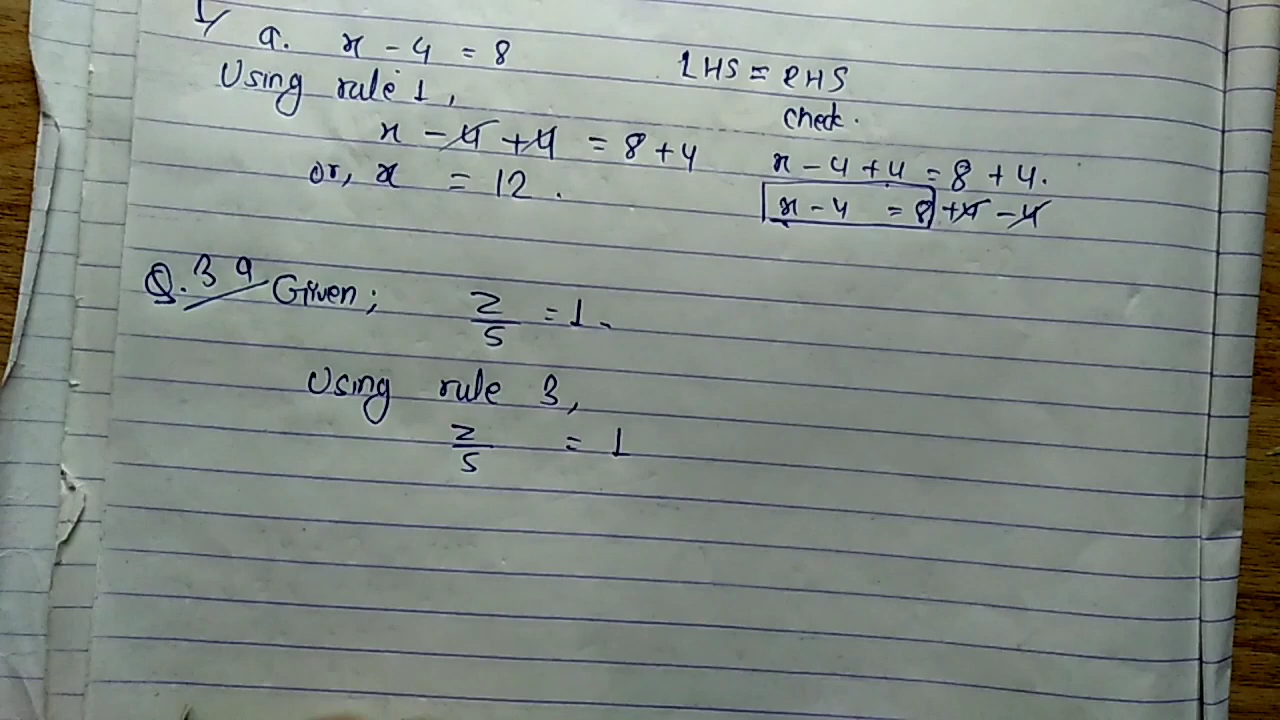 1/ a. x - 4 = 8
Using rule 1,
x - 4 + 4 = 8 + 4
or, x = 12.
LHS = RHS
check.
x - 4 + 4 = 8 + 4.
x - 4 = 8 + 4 - 4
Q. 3 a Given; z/5 = 1.
Using rule 3,
z/5 = 1